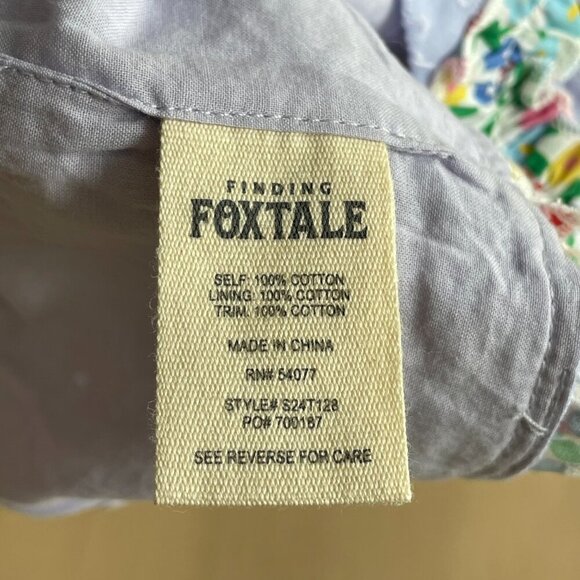 FINDING
FOXTALE
SELF: 100% COTTON
LINING: 100% COTTON
TRIM: 100% COTTON
MADE IN CHINA
RN# 54077
STYLE# S24T128
PO# 700187
SEE REVERSE FOR CARE